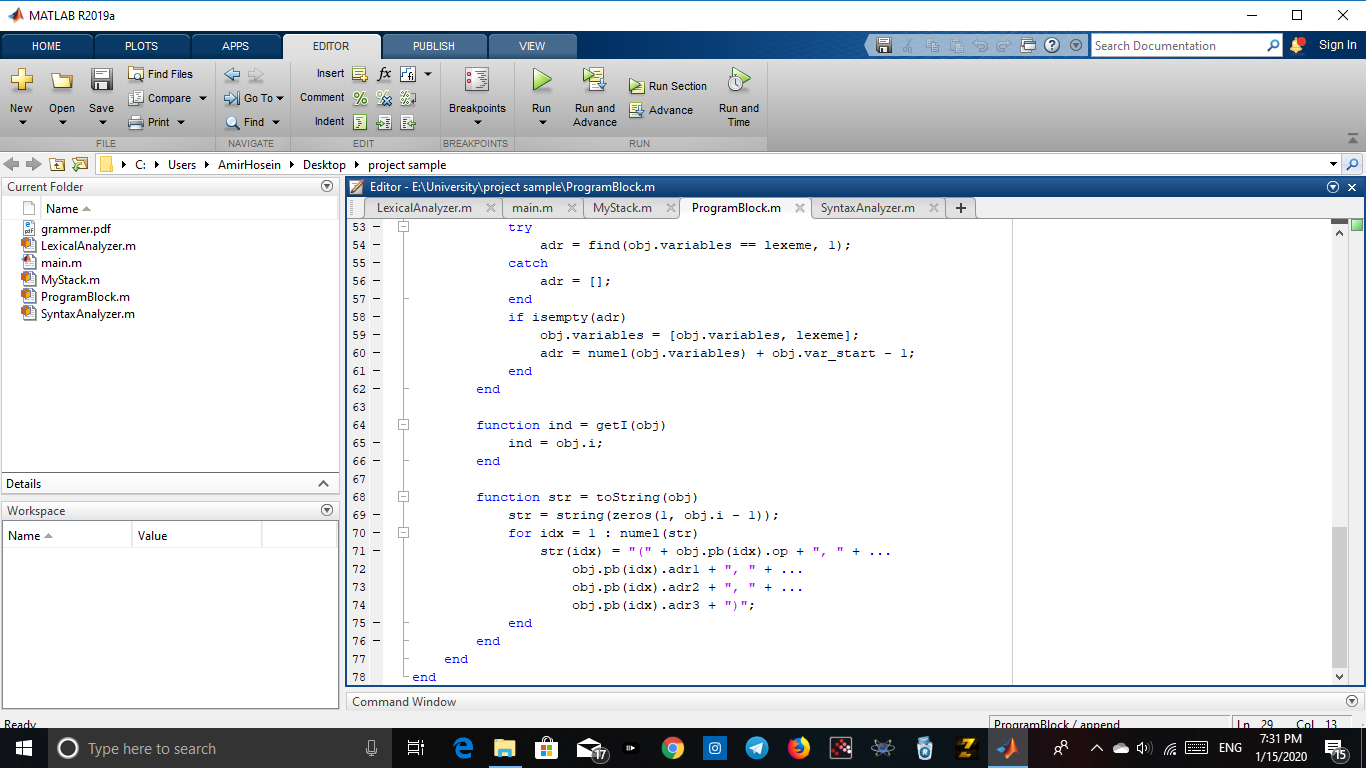 MATLAB R2019a
HOME PLOTS APPS EDITOR PUBLISH VIEW
Search Documentation Sign In
New Open Save Find Files Compare Print
Go To Find
Insert fx
Comment
Indent
Breakpoints
Run Run and Advance Run Section Advance Run and Time
FILE NAVIGATE EDIT BREAKPOINTS RUN
C: Users AmirHosein Desktop project sample
Current Folder
Name
grammer.pdf
LexicalAnalyzer.m
main.m
MyStack.m
ProgramBlock.m
SyntaxAnalyzer.m
Details
Workspace
Name Value
Editor - E:\University\project sample\ProgramBlock.m
LexicalAnalyzer.m main.m MyStack.m ProgramBlock.m SyntaxAnalyzer.m +
53 try
54 adr = find(obj.variables == lexeme, 1);
55 catch
56 adr = [];
57 end
58 if isempty(adr)
59 obj.variables = [obj.variables, lexeme];
60 adr = numel(obj.variables) + obj.var_start - 1;
61 end
62 end
63
64 function ind = getI(obj)
65 ind = obj.i;
66 end
67
68 function str = toString(obj)
69 str = string(zeros(1, obj.i - 1));
70 for idx = 1 : numel(str)
71 str(idx) = "(" + obj.pb(idx).op + ", " + ...
72 obj.pb(idx).adr1 + ", " + ...
73 obj.pb(idx).adr2 + ", " + ...
74 obj.pb(idx).adr3 + ")";
75 end
76 end
77 end
78 end
Command Window
Ready
ProgramBlock / append Ln 29 Col 13
Type here to search
17
ENG
7:31 PM
1/15/2020
15